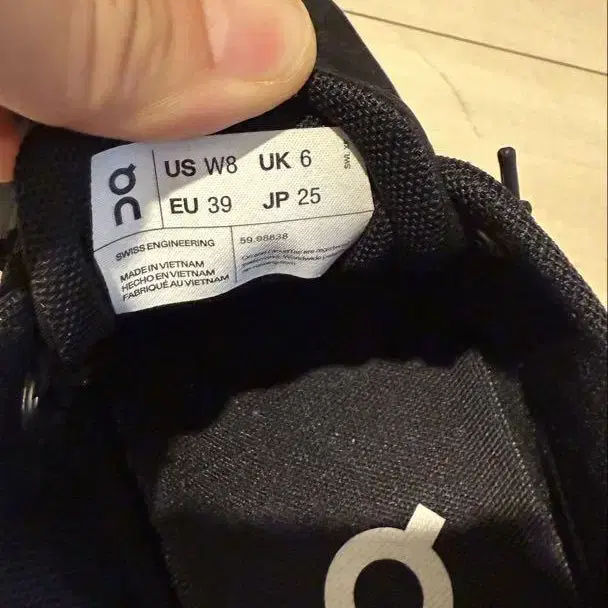 US W8 UK 6
EU 39 JP 25
SWISS ENGINEERING
MADE IN VIETNAM
HECHO EN VIETNAM
FABRIQUÉ AU VIETNAM
59.98838